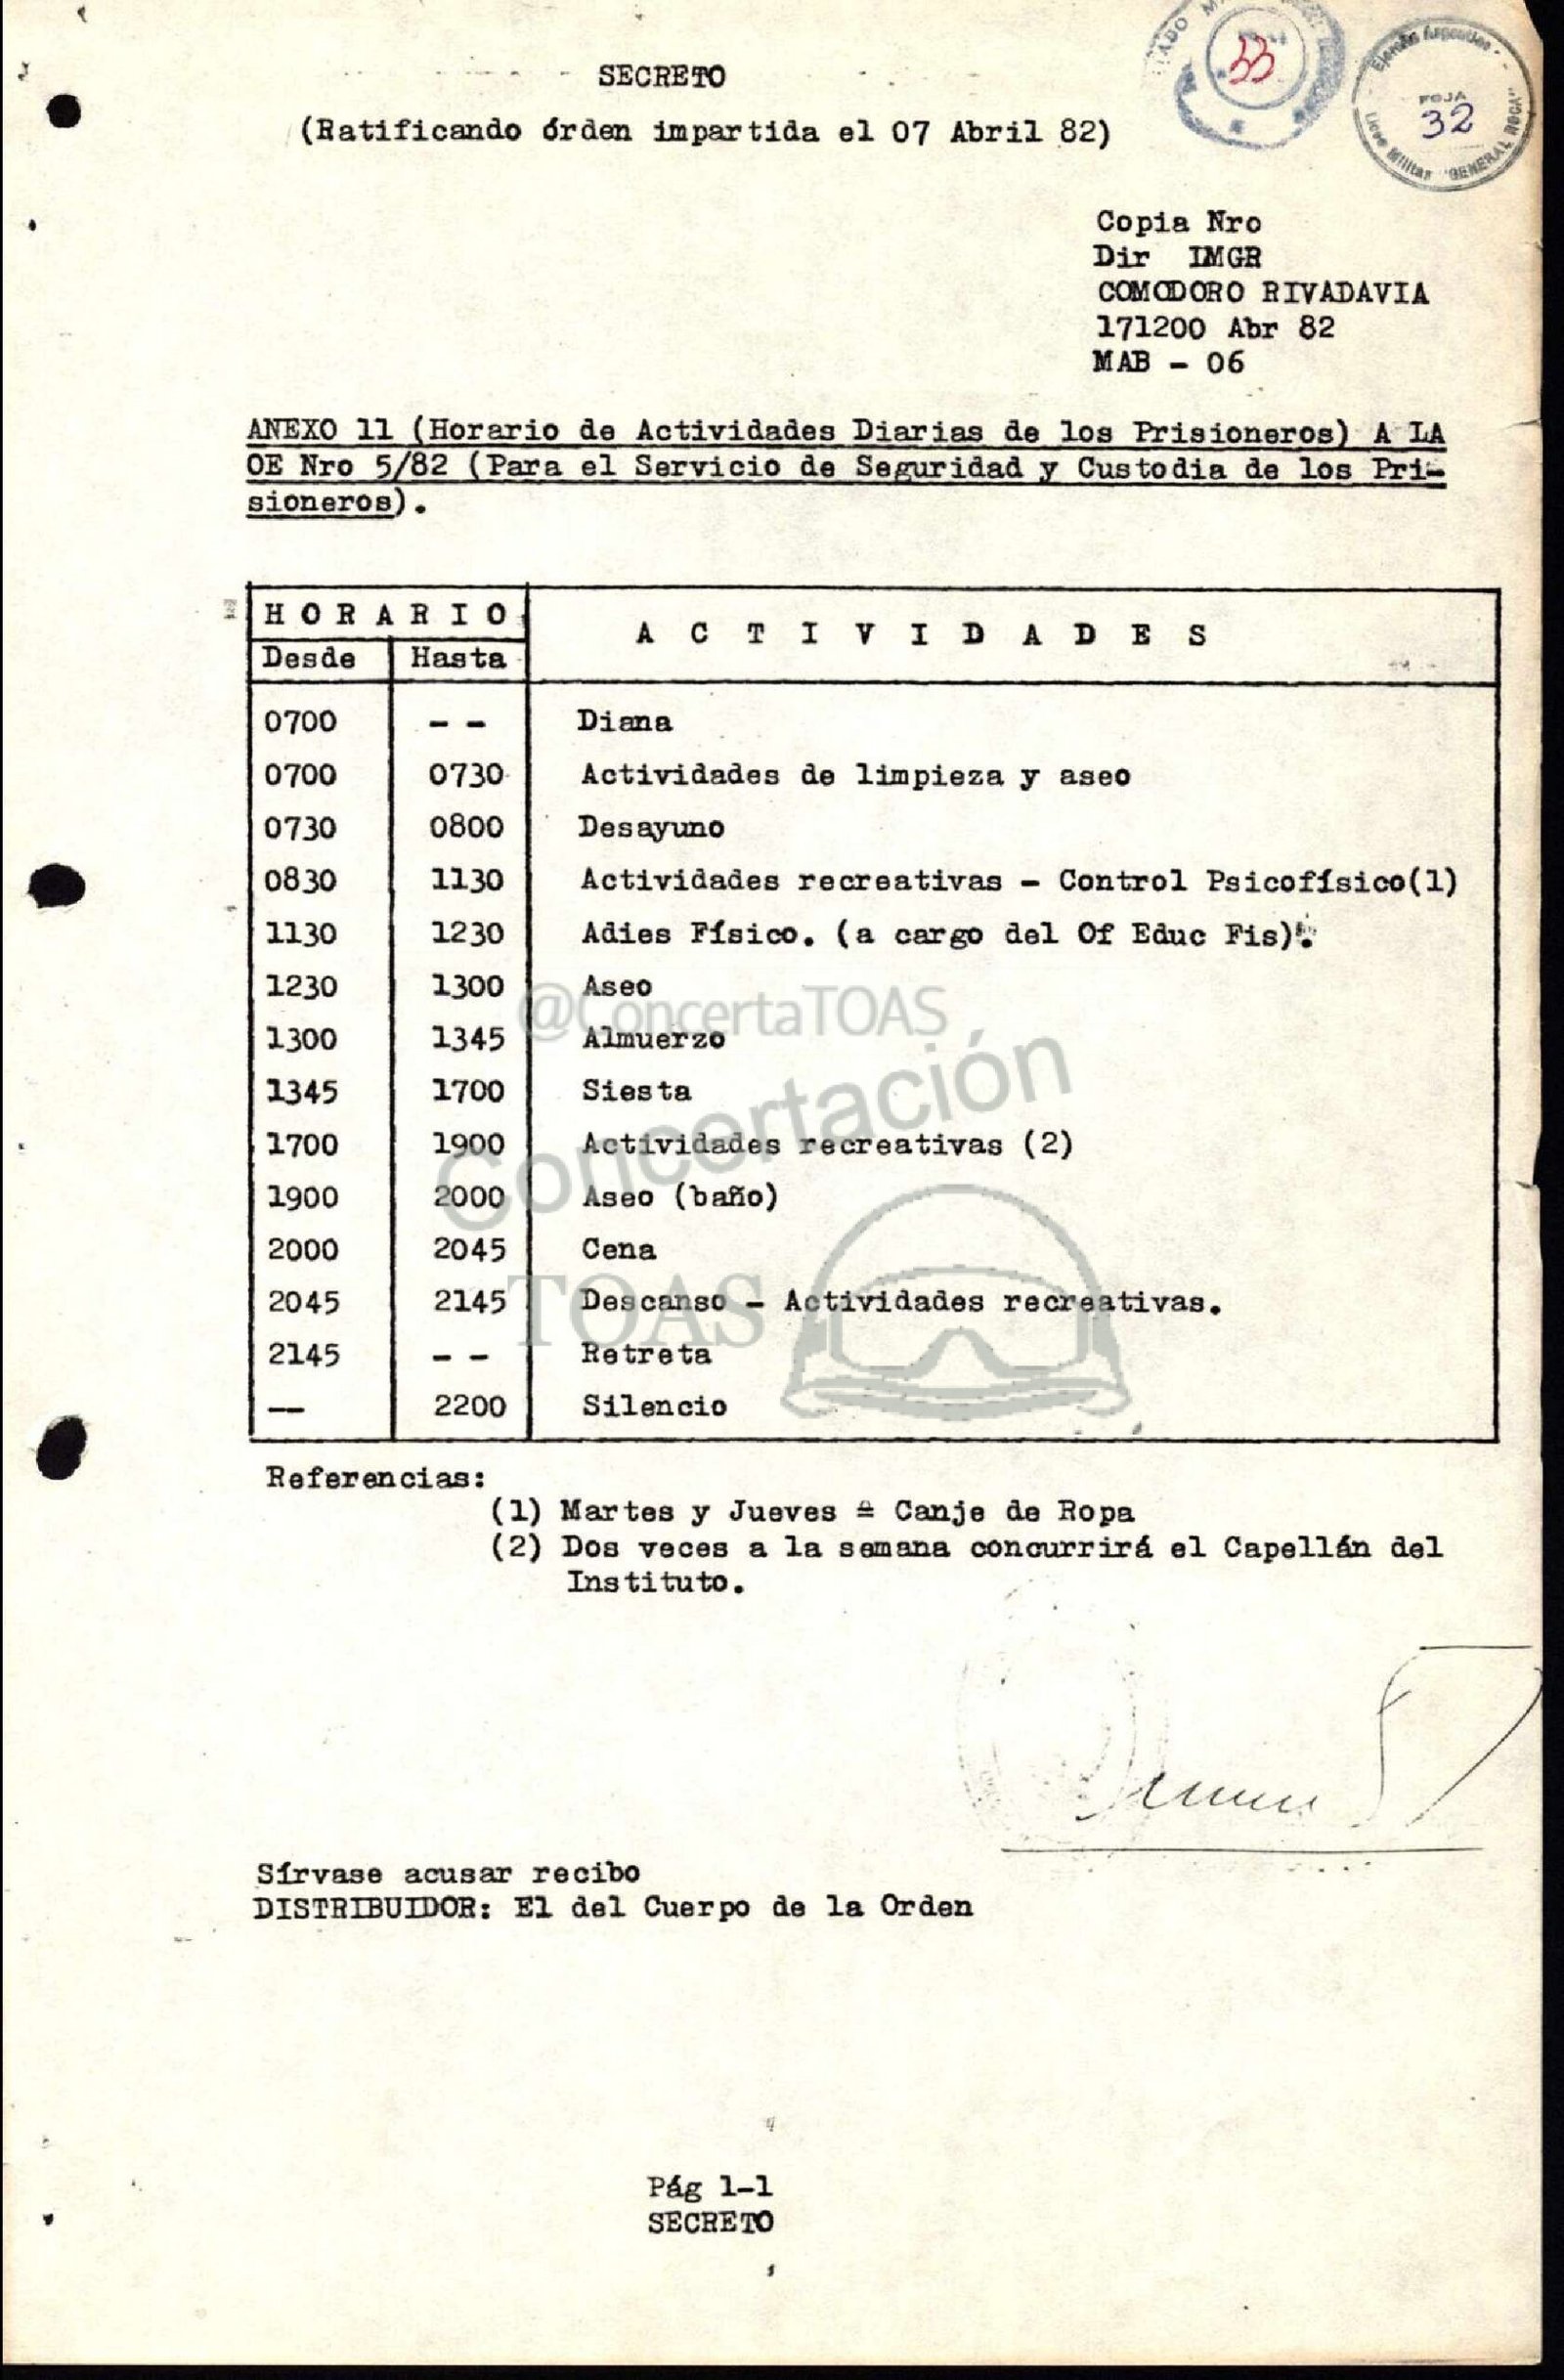 SECRETO
(Ratificando órden impartida el 07 Abril 82)
33
Ejército Argentino
FOJA
32
Liceo Militar "GENERAL ROCA"
Copia Nro
Dir IMGR
COMODORO RIVADAVIA
171200 Abr 82
MAB - 06
ANEXO 11 (Horario de Actividades Diarias de los Prisioneros) A LA
OE Nro 5/82 (Para el Servicio de Seguridad y Custodia de los Pri-
sioneros).
HORARIO ACTIVIDADES
Desde Hasta
0700 -- Diana
0700 0730 Actividades de limpieza y aseo
0730 0800 Desayuno
0830 1130 Actividades recreativas - Control Psicofísico(1)
1130 1230 Adies Físico. (a cargo del Of Educ Fis).
1230 1300 Aseo
1300 1345 Almuerzo
1345 1700 Siesta
1700 1900 Actividades recreativas (2)
1900 2000 Aseo (baño)
2000 2045 Cena
2045 2145 Descanso - Actividades recreativas.
2145 -- Retreta
-- 2200 Silencio
@ConcertaTOAS
Concertación
TOAS
Referencias:
(1) Martes y Jueves = Canje de Ropa
(2) Dos veces a la semana concurrirá el Capellán del
Instituto.
Sírvase acusar recibo
DISTRIBUIDOR: El del Cuerpo de la Orden
Pág 1-1
SECRETO